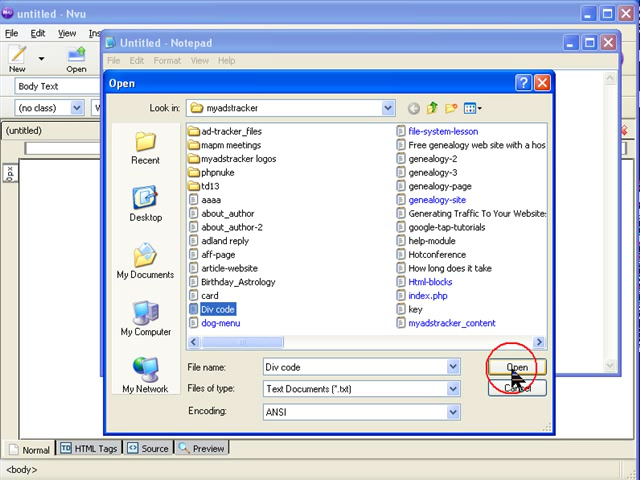 untitled - Nvu
File Edit View Ins
Untitled - Notepad
File Edit Format View Help
New
Open
Body Text
(no class)
(untitled)
0px
Open
Look in: myadstracker
Recent
Desktop
My Documents
My Computer
My Network
ad-tracker_files
mapm meetings
myadstracker logos
phpnuke
td13
aaaa
about_author
about_author-2
adland reply
aff-page
article-website
Birthday_Astrology
card
Div code
dog-menu
file-system-lesson
Free genealogy web site with a hos
genealogy-2
genealogy-3
genealogy-page
genealogy-site
Generating Traffic To Your Website
google-tap-tutorials
help-module
Hotconference
How long does it take
Html-blocks
index.php
key
myadstracker_content
File name: Div code
Open
Files of type: Text Documents (*.txt)
Cancel
Encoding: ANSI
Normal HTML Tags Source Preview
<body>